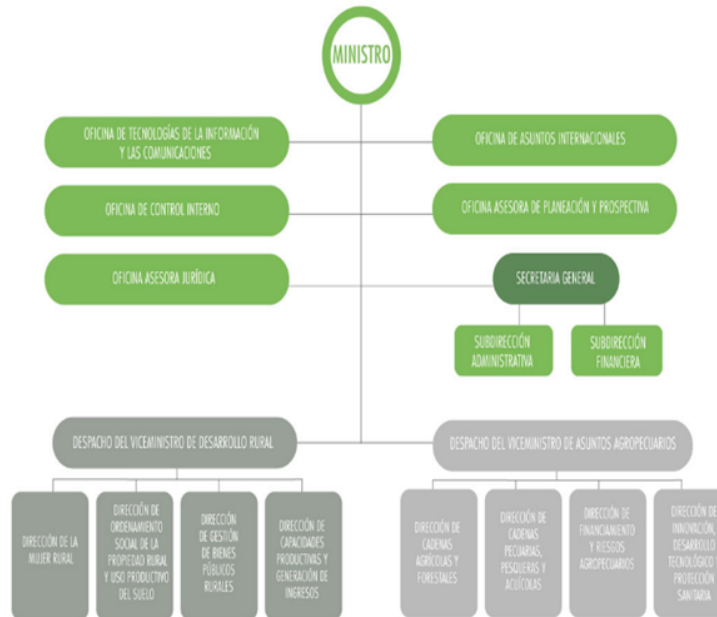 MINISTRO
OFICINA DE TECNOLOGÍAS DE LA INFORMACIÓN
Y LAS COMUNICACIONES
OFICINA DE ASUNTOS INTERNACIONALES
OFICINA DE CONTROL INTERNO
OFICINA ASESORA DE PLANEACIÓN Y PROSPECTIVA
OFICINA ASESORA JURÍDICA
SECRETARIA GENERAL
SUBDIRECCIÓN
ADMINISTRATIVA
SUBDIRECCIÓN
FINANCIERA
DESPACHO DEL VICEMINISTRO DE DESARROLLO RURAL
DESPACHO DEL VICEMINISTRO DE ASUNTOS AGROPECUARIOS
DIRECCIÓN DE LA
MUJER RURAL
DIRECCIÓN DE
ORDENAMIENTO
SOCIAL DE LA
PROPIEDAD RURAL
Y USO PRODUCTIVO
DEL SUELO
DIRECCIÓN
DE GESTIÓN
DE BIENES
PÚBLICOS
RURALES
DIRECCIÓN DE
CAPACIDADES
PRODUCTIVAS Y
GENERACIÓN DE
INGRESOS
DIRECCIÓN DE
CADENAS
AGRÍCOLAS Y
FORESTALES
DIRECCIÓN DE
CADENAS
PECUARIAS,
PESQUERAS Y
ACUÍCOLAS
DIRECCIÓN DE
FINANCIAMIENTO
Y RIESGOS
AGROPECUARIOS
DIRECCIÓN DE
INNOVACIÓN,
DESARROLLO
TECNOLÓGICO Y
PROTECCIÓN
SANITARIA